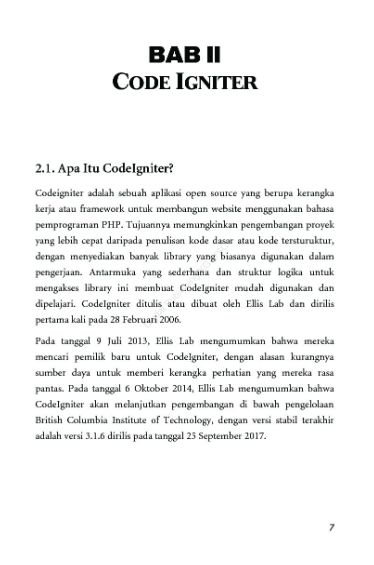 BAB II
CODE IGNITER
2.1. Apa Itu CodeIgniter?
Codeigniter adalah sebuah aplikasi open source yang berupa kerangka
kerja atau framework untuk membangun website menggunakan bahasa
pemprograman PHP. Tujuannya memungkinkan pengembangan proyek
yang lebih cepat daripada penulisan kode dasar atau kode tersturuktur,
dengan menyediakan banyak library yang biasanya digunakan dalam
pengerjaan. Antarmuka yang sederhana dan struktur logika untuk
mengakses library ini membuat CodeIgniter mudah digunakan dan
dipelajari. CodeIgniter ditulis atau dibuat oleh Ellis Lab dan dirilis
pertama kali pada 28 Februari 2006.
Pada tanggal 9 Juli 2013, Ellis Lab mengumumkan bahwa mereka
mencari pemilik baru untuk CodeIgniter, dengan alasan kurangnya
sumber daya untuk memberi kerangka perhatian yang mereka rasa
pantas. Pada tanggal 6 Oktober 2014, Ellis Lab mengumumkan bahwa
CodeIgniter akan melanjutkan pengembangan di bawah pengelolaan
British Columbia Institute of Technology, dengan versi stabil terakhir
adalah versi 3.1.6 dirilis pada tanggal 25 September 2017.
7